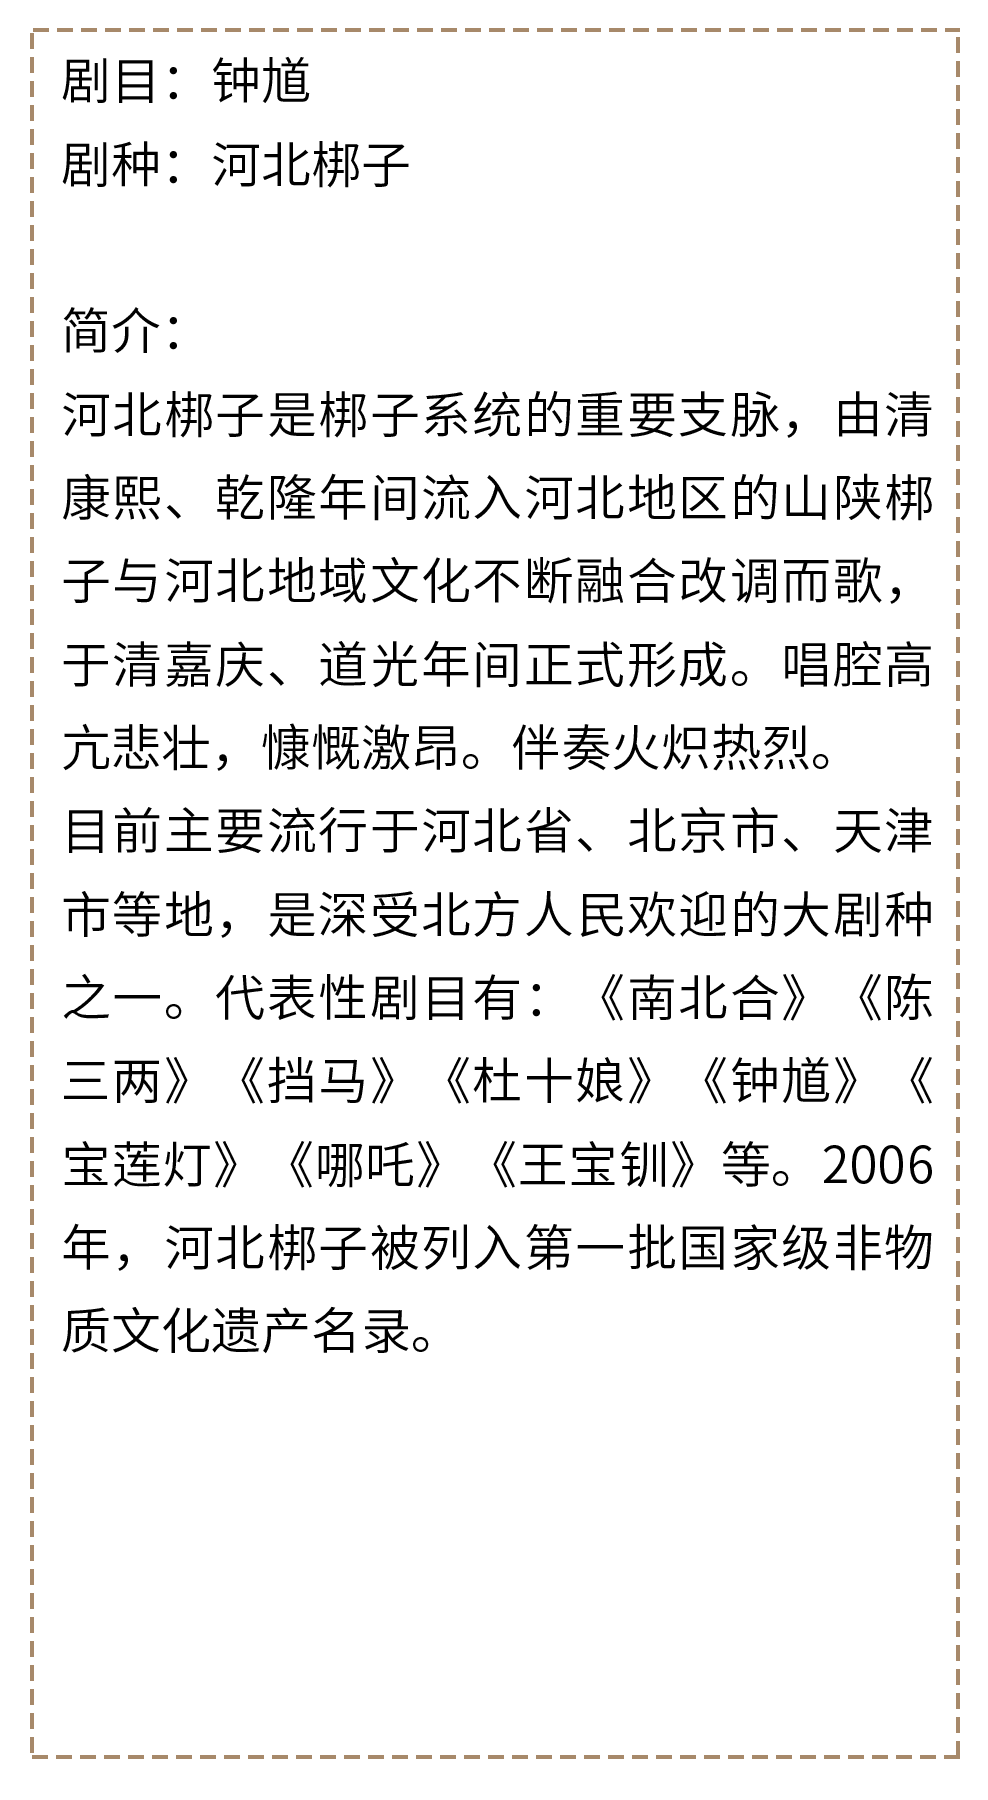 剧目：钟馗
剧种：河北梆子
简介：
河北梆子是梆子系统的重要支脉，由清
康熙、乾隆年间流入河北地区的山陕梆
子与河北地域文化不断融合改调而歌，
于清嘉庆、道光年间正式形成。唱腔高
亢悲壮，慷慨激昂。伴奏火炽热烈。
目前主要流行于河北省、北京市、天津
市等地，是深受北方人民欢迎的大剧种
之一。代表性剧目有：《南北合》《陈
三两》《挡马》《杜十娘》《钟馗》《
宝莲灯》《哪吒》《王宝钏》等。2006
年，河北梆子被列入第一批国家级非物
质文化遗产名录。